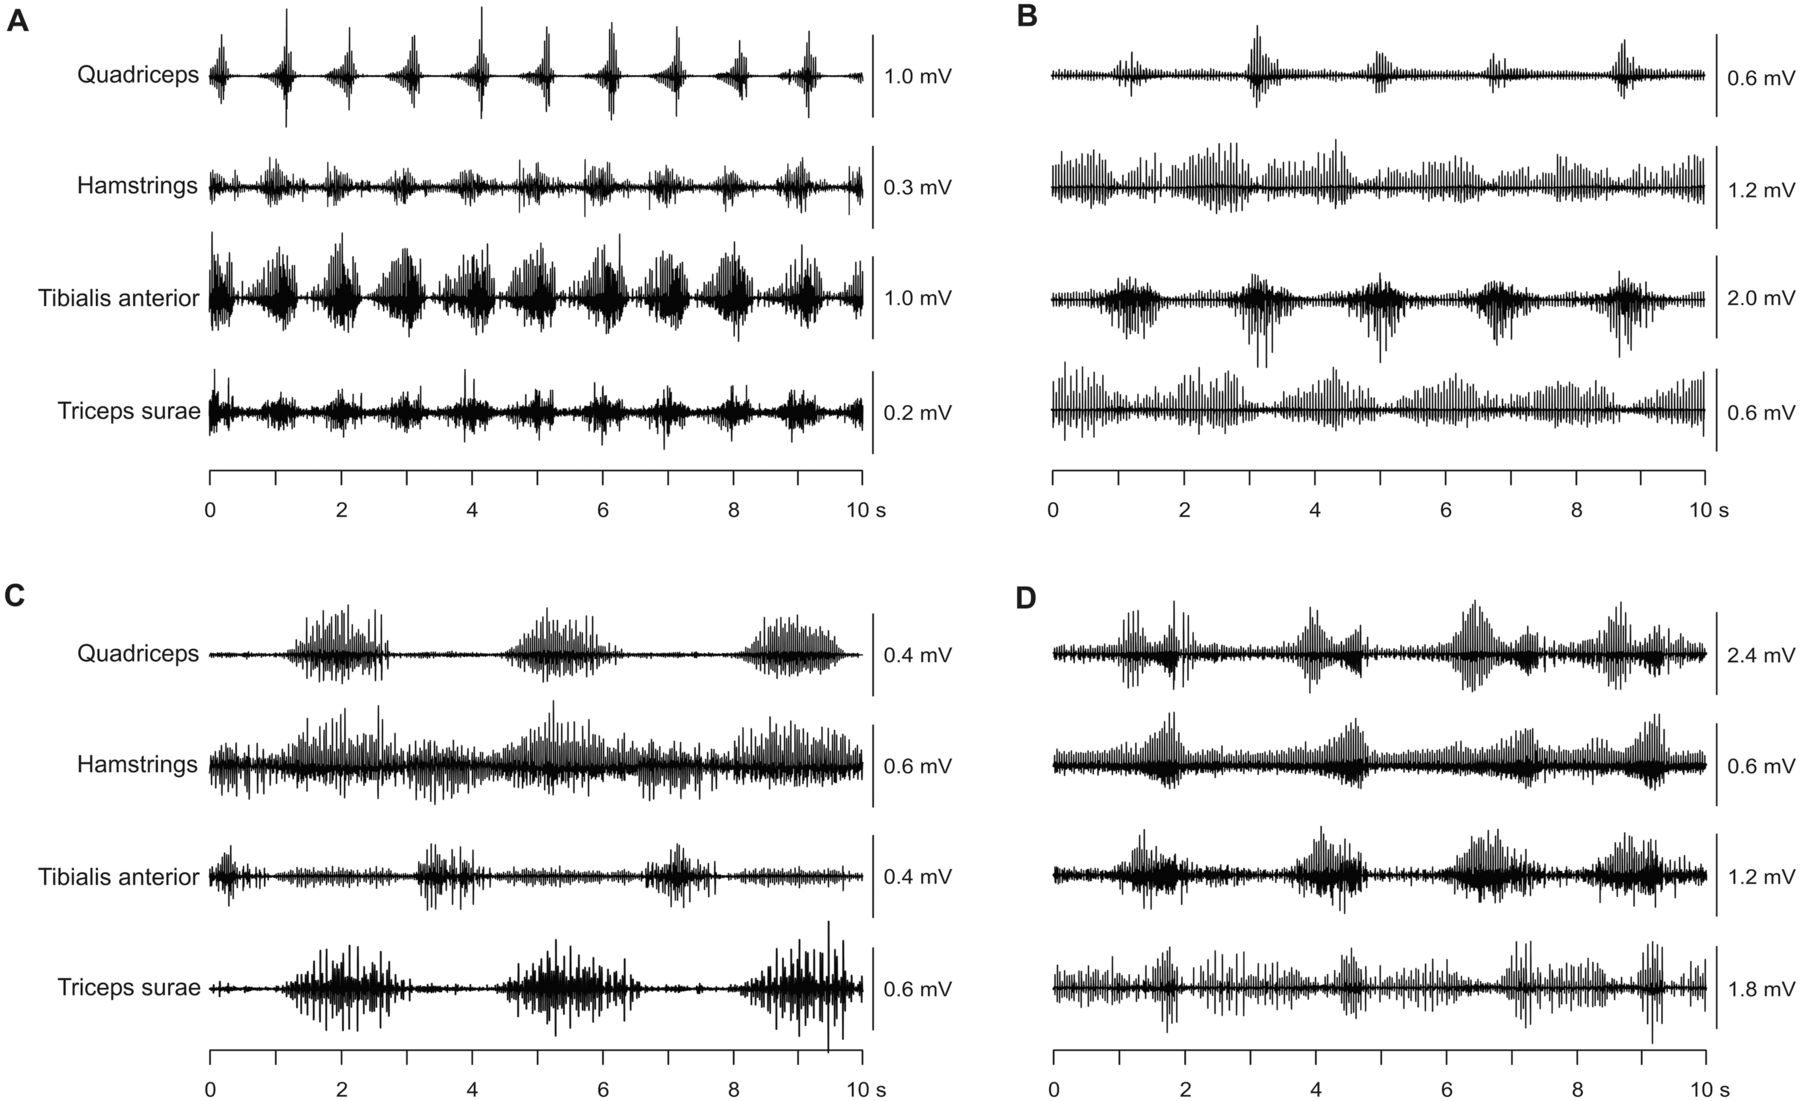 A
B
Quadriceps
1.0 mV
0.6 mV
Hamstrings
0.3 mV
1.2 mV
Tibialis anterior
1.0 mV
2.0 mV
Triceps surae
0.2 mV
0.6 mV
0 2 4 6 8 10 s
0 2 4 6 8 10 s
C
D
Quadriceps
0.4 mV
2.4 mV
Hamstrings
0.6 mV
0.6 mV
Tibialis anterior
0.4 mV
1.2 mV
Triceps surae
0.6 mV
1.8 mV
0 2 4 6 8 10 s
0 2 4 6 8 10 s